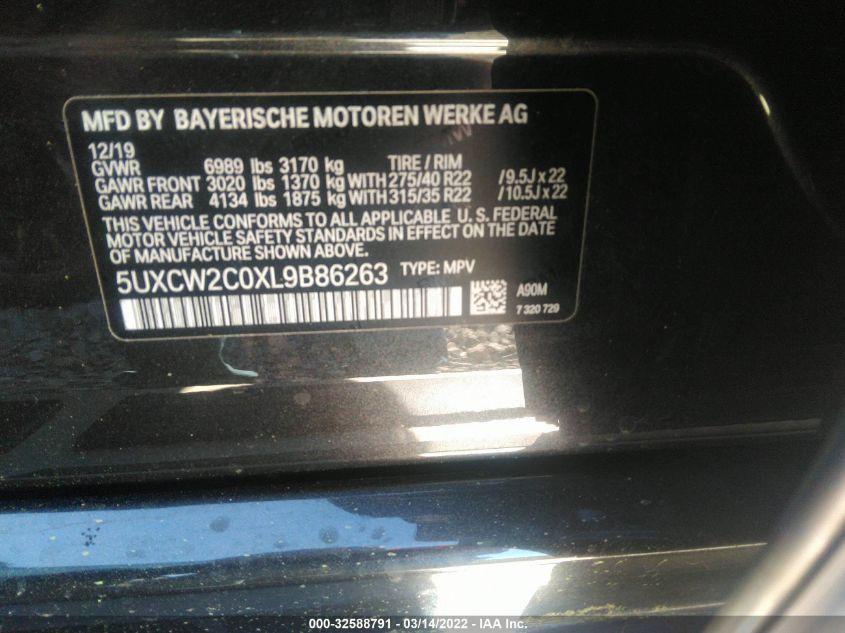 MFD BY BAYERISCHE MOTOREN WERKE AG
12/19
GVWR 6989 lbs 3170 kg TIRE / RIM
GAWR FRONT 3020 lbs 1370 kg WITH 275/40 R22 / 9.5J x 22
GAWR REAR 4134 lbs 1875 kg WITH 315/35 R22 / 10.5J x 22
THIS VEHICLE CONFORMS TO ALL APPLICABLE U. S. FEDERAL
MOTOR VEHICLE SAFETY STANDARDS IN EFFECT ON THE DATE
OF MANUFACTURE SHOWN ABOVE.
5UXCW2C0XL9B86263 TYPE: MPV
A90M
7 320 729
000-32588791 - 03/14/2022 - IAA Inc.